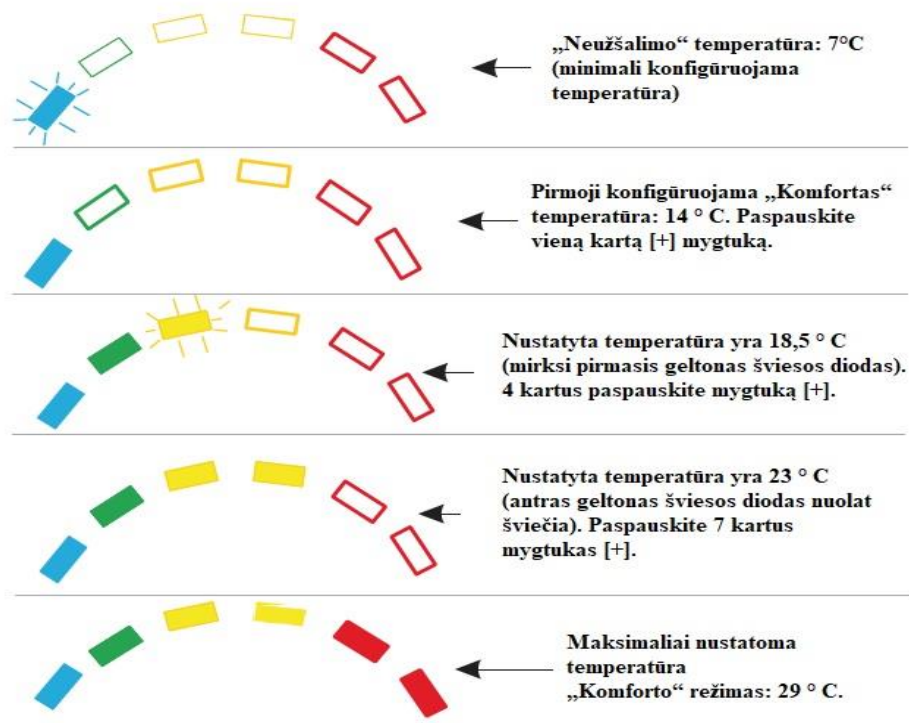 „Neužšalimo“ temperatūra: 7°C
(minimali konfigūruojama
temperatūra)
Pirmoji konfigūruojama „Komfortas“
temperatūra: 14 ° C. Paspauskite
vieną kartą [+] mygtuką.
Nustatyta temperatūra yra 18,5 ° C
(mirksi pirmasis geltonas šviesos diodas).
4 kartus paspauskite mygtuką [+].
Nustatyta temperatūra yra 23 ° C
(antras geltonas šviesos diodas nuolat
šviečia). Paspauskite 7 kartus
mygtukas [+].
Maksimaliai nustatoma
temperatūra
„Komforto“ režimas: 29 ° C.